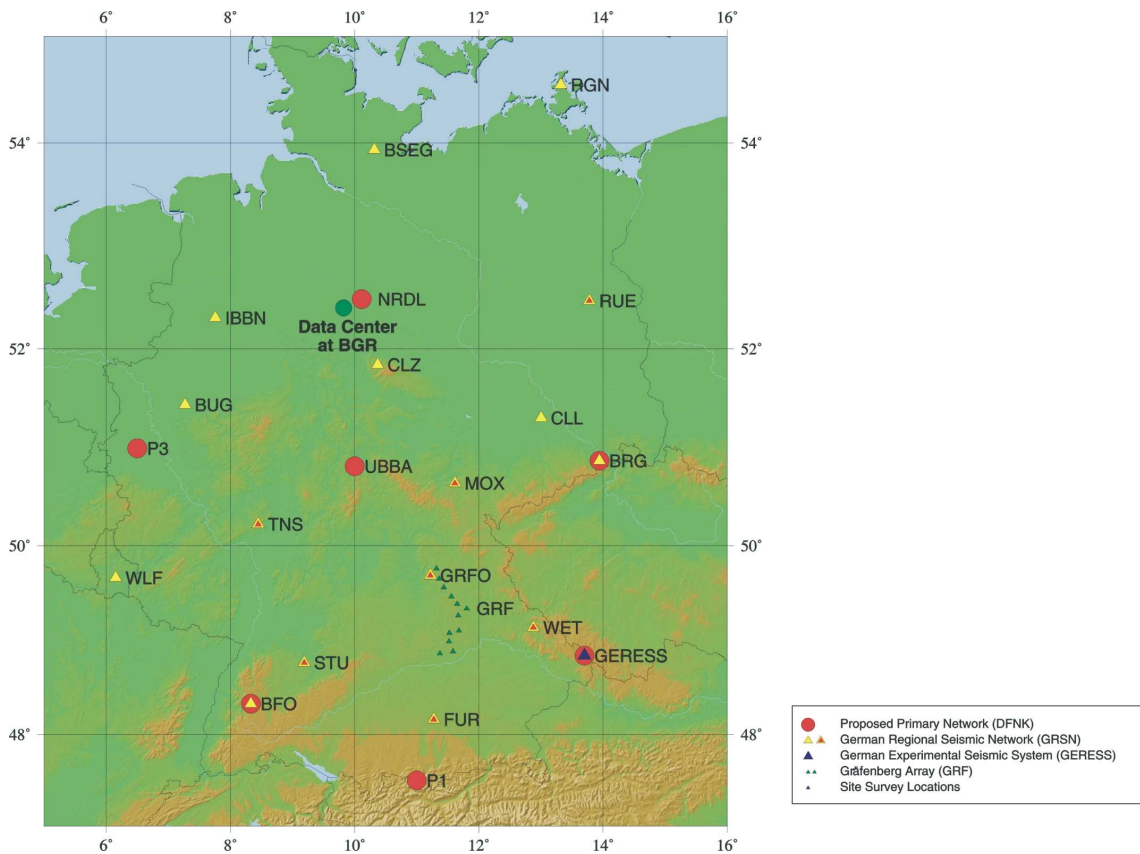 6° 8° 10° 12° 14° 16°
RGN
54° 54°
BSEG
NRDL
RUE
IBBN
Data Center
at BGR
52° 52°
CLZ
BUG
CLL
P3
BRG
UBBA
MOX
TNS
50° 50°
GRFO
WLF
GRF
WET
GERESS
STU
BFO
FUR
48° 48°
P1
6° 8° 10° 12° 14° 16°
Proposed Primary Network (DFNK)
German Regional Seismic Network (GRSN)
German Experimental Seismic System (GERESS)
Gräfenberg Array (GRF)
Site Survey Locations